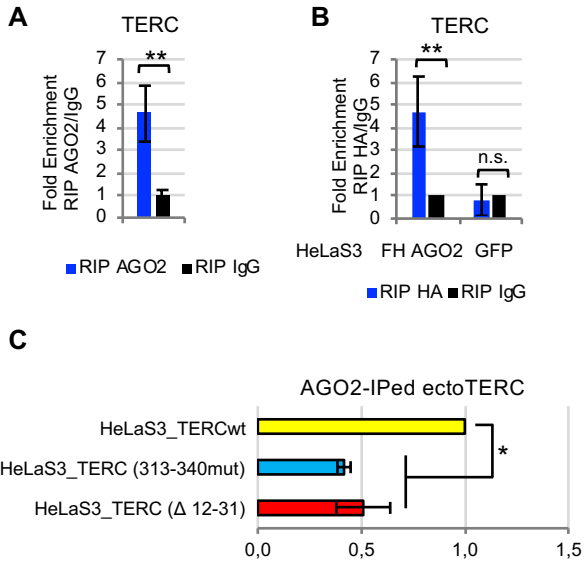 A
TERC
**
7
6
5
4
3
2
1
0
Fold Enrichment
RIP AGO2/IgG
RIP AGO2 RIP IgG
B
TERC
**
n.s.
7
6
5
4
3
2
1
0
Fold Enrichment
RIP HA/IgG
HeLaS3 FH AGO2 GFP
RIP HA RIP IgG
C
AGO2-IPed ectoTERC
HeLaS3_TERCwt
HeLaS3_TERC (313-340mut)
HeLaS3_TERC (Δ 12-31)
*
0,0 0,5 1,0 1,5